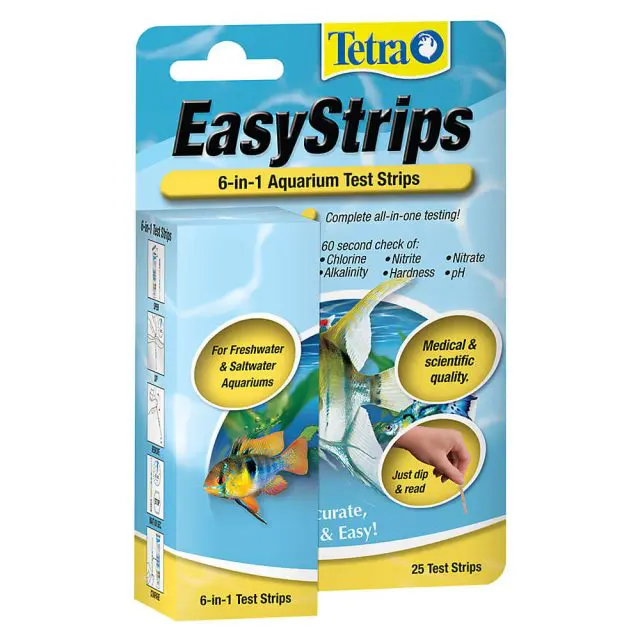 Tetra
EasyStrips
6-in-1 Aquarium Test Strips
Complete all-in-one testing!
60 second check of:
•Chlorine •Nitrite •Nitrate
•Alkalinity •Hardness •pH
6-in-1 Test Strips
For Freshwater
& Saltwater
Aquariums
Medical &
scientific
quality.
Just dip
& read
& Easy!
25 Test Strips
6-in-1 Test Strips